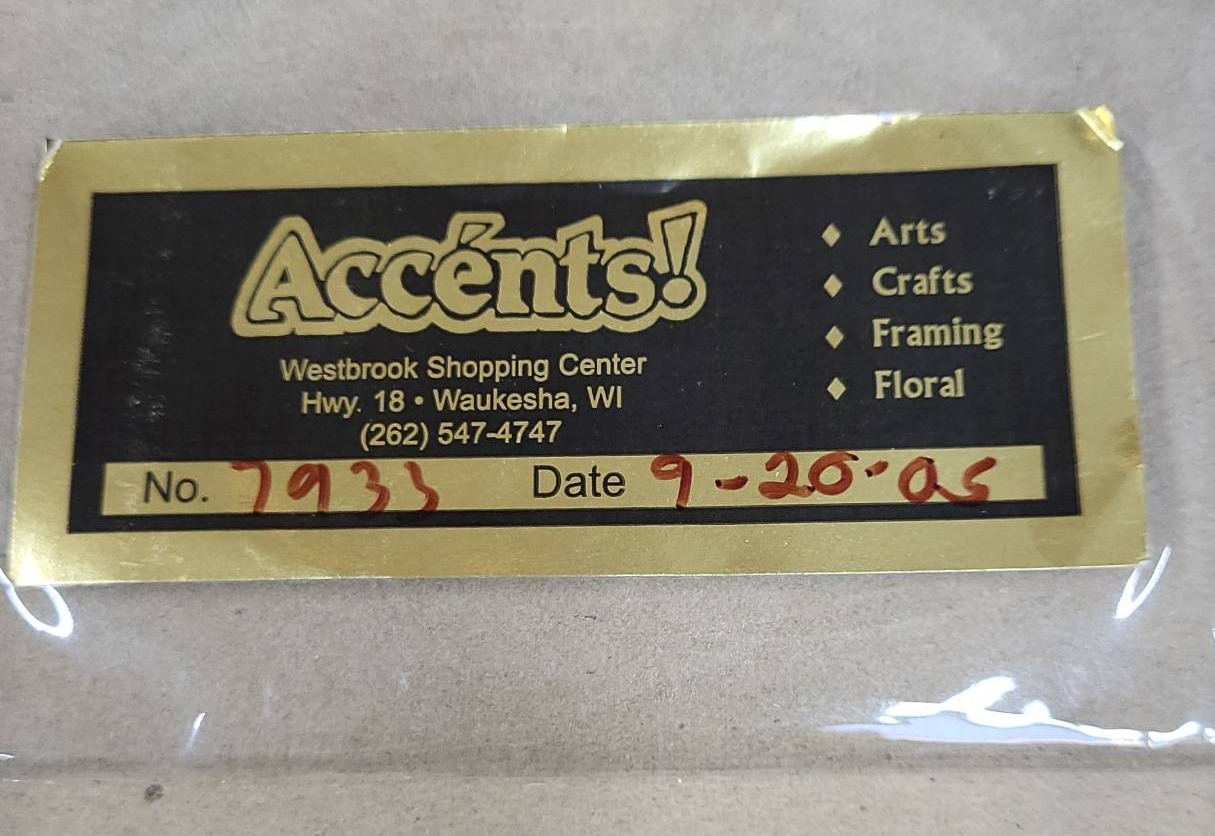 Accénts!
Westbrook Shopping Center
Hwy. 18 • Waukesha, WI
(262) 547-4747
♦ Arts
♦ Crafts
♦ Framing
♦ Floral
No. 7933 Date 9-20-05